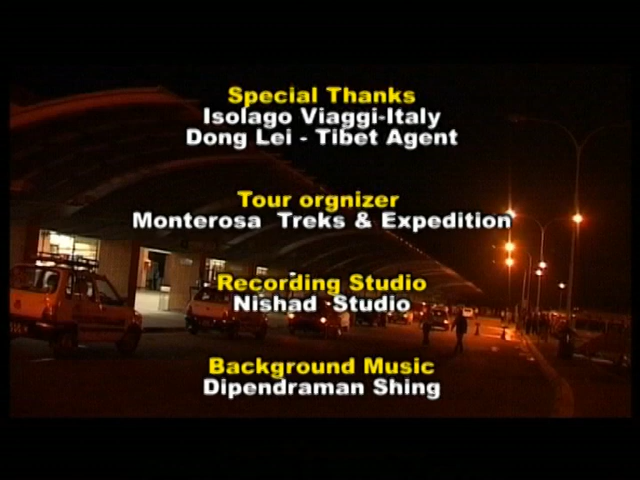 Special Thanks
Isolago Viaggi-Italy
Dong Lei - Tibet Agent
Tour orgnizer
Monterosa Treks & Expedition
Recording Studio
Nishad Studio
Background Music
Dipendraman Shing